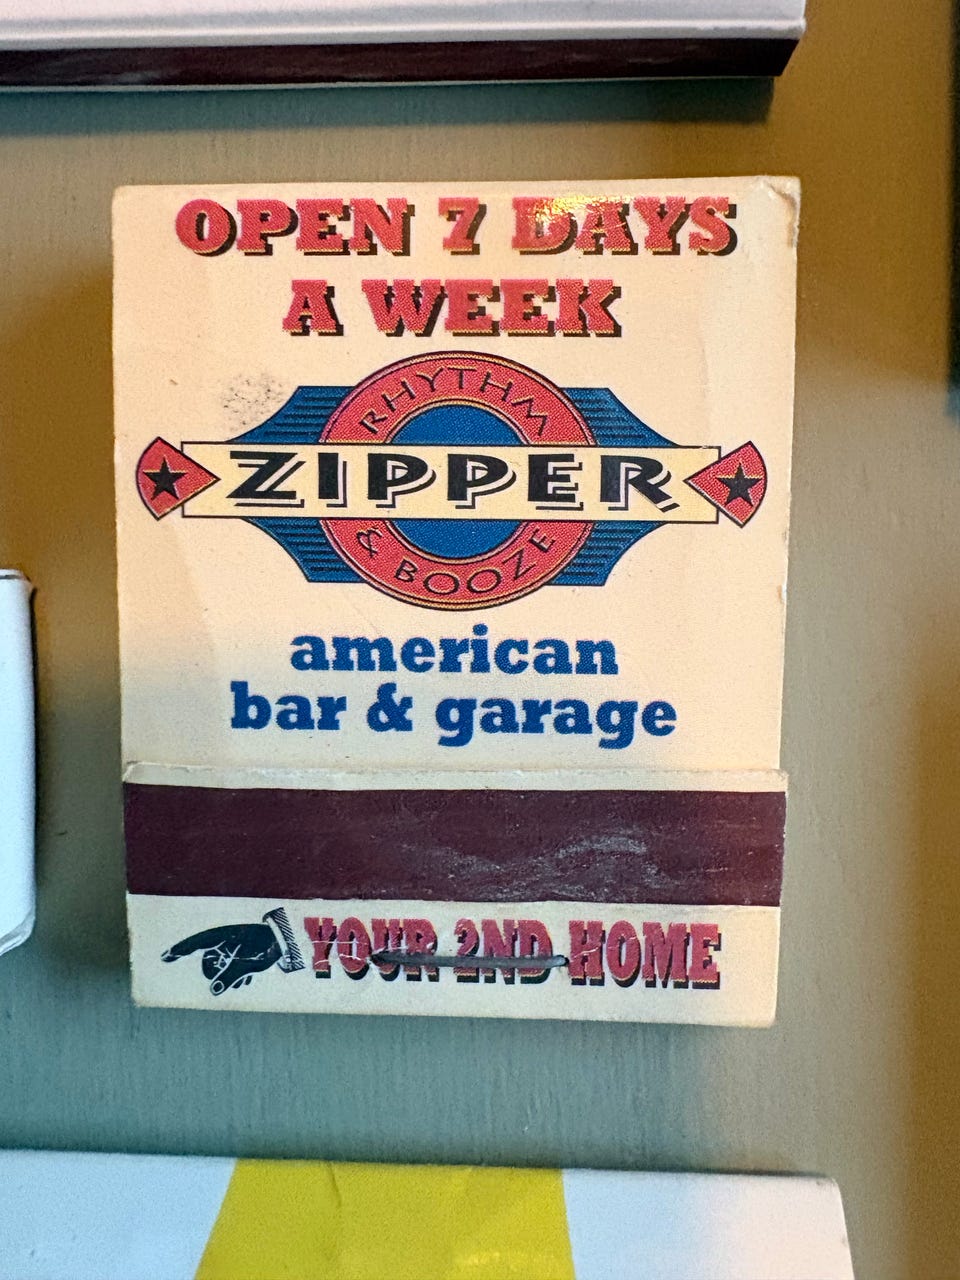 OPEN 7 DAYS
A WEEK
RHYTHM
ZIPPER
& BOOZE
american
bar & garage
YOUR 2ND HOME